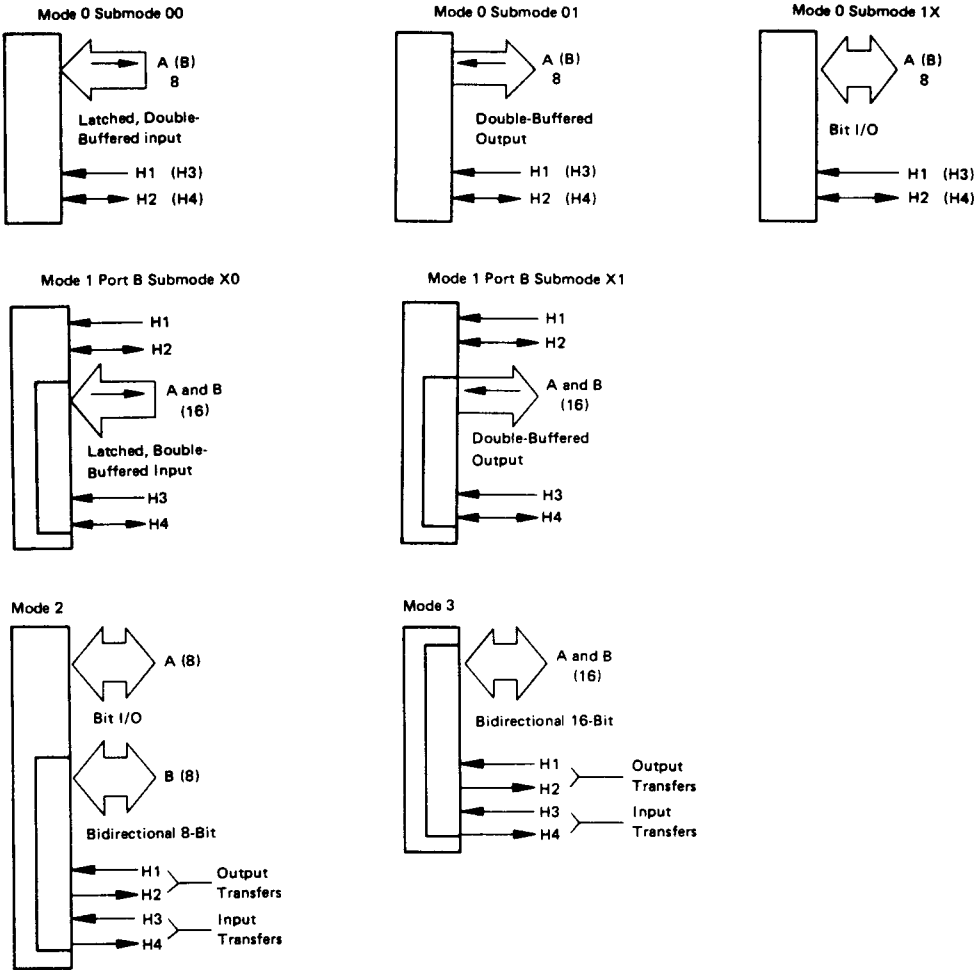 Mode 0 Submode 00
A (B)
8
Latched, Double-
Buffered input
H1 (H3)
H2 (H4)
Mode 0 Submode 01
A (B)
8
Double-Buffered
Output
H1 (H3)
H2 (H4)
Mode 0 Submode 1X
A (B)
8
Bit I/O
H1 (H3)
H2 (H4)
Mode 1 Port B Submode X0
H1
H2
A and B
(16)
Latched, Bouble-
Buffered Input
H3
H4
Mode 1 Port B Submode X1
H1
H2
A and B
(16)
Double-Buffered
Output
H3
H4
Mode 2
A (8)
Bit I/O
B (8)
Bidirectional 8-Bit
H1
H2
Output
Transfers
H3
H4
Input
Transfers
Mode 3
A and B
(16)
Bidirectional 16-Bit
H1
H2
Output
Transfers
H3
H4
Input
Transfers